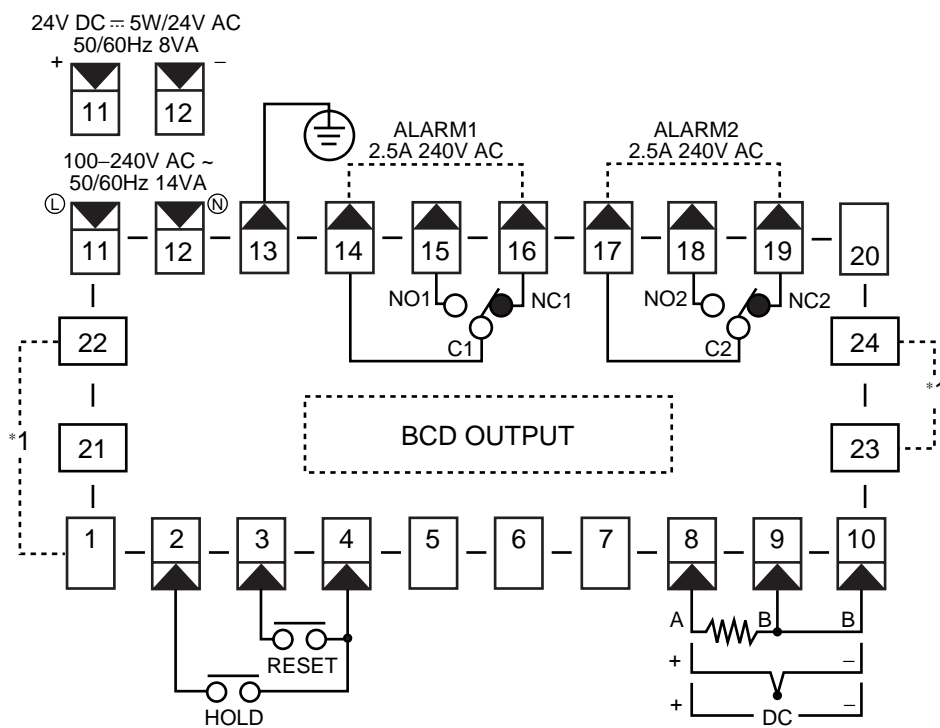 24V DC ⎓ 5W/24V AC
50/60Hz 8VA
+ −
11 12
100–240V AC ~
50/60Hz 14VA
Ⓛ Ⓝ
ALARM1
2.5A 240V AC
ALARM2
2.5A 240V AC
11 12 13 14 15 16 17 18 19 20
NO1 NC1 NO2 NC2
C1 C2
22 24
*1 *1
BCD OUTPUT
21 23
1 2 3 4 5 6 7 8 9 10
A B B
RESET
+ −
HOLD
+ DC −